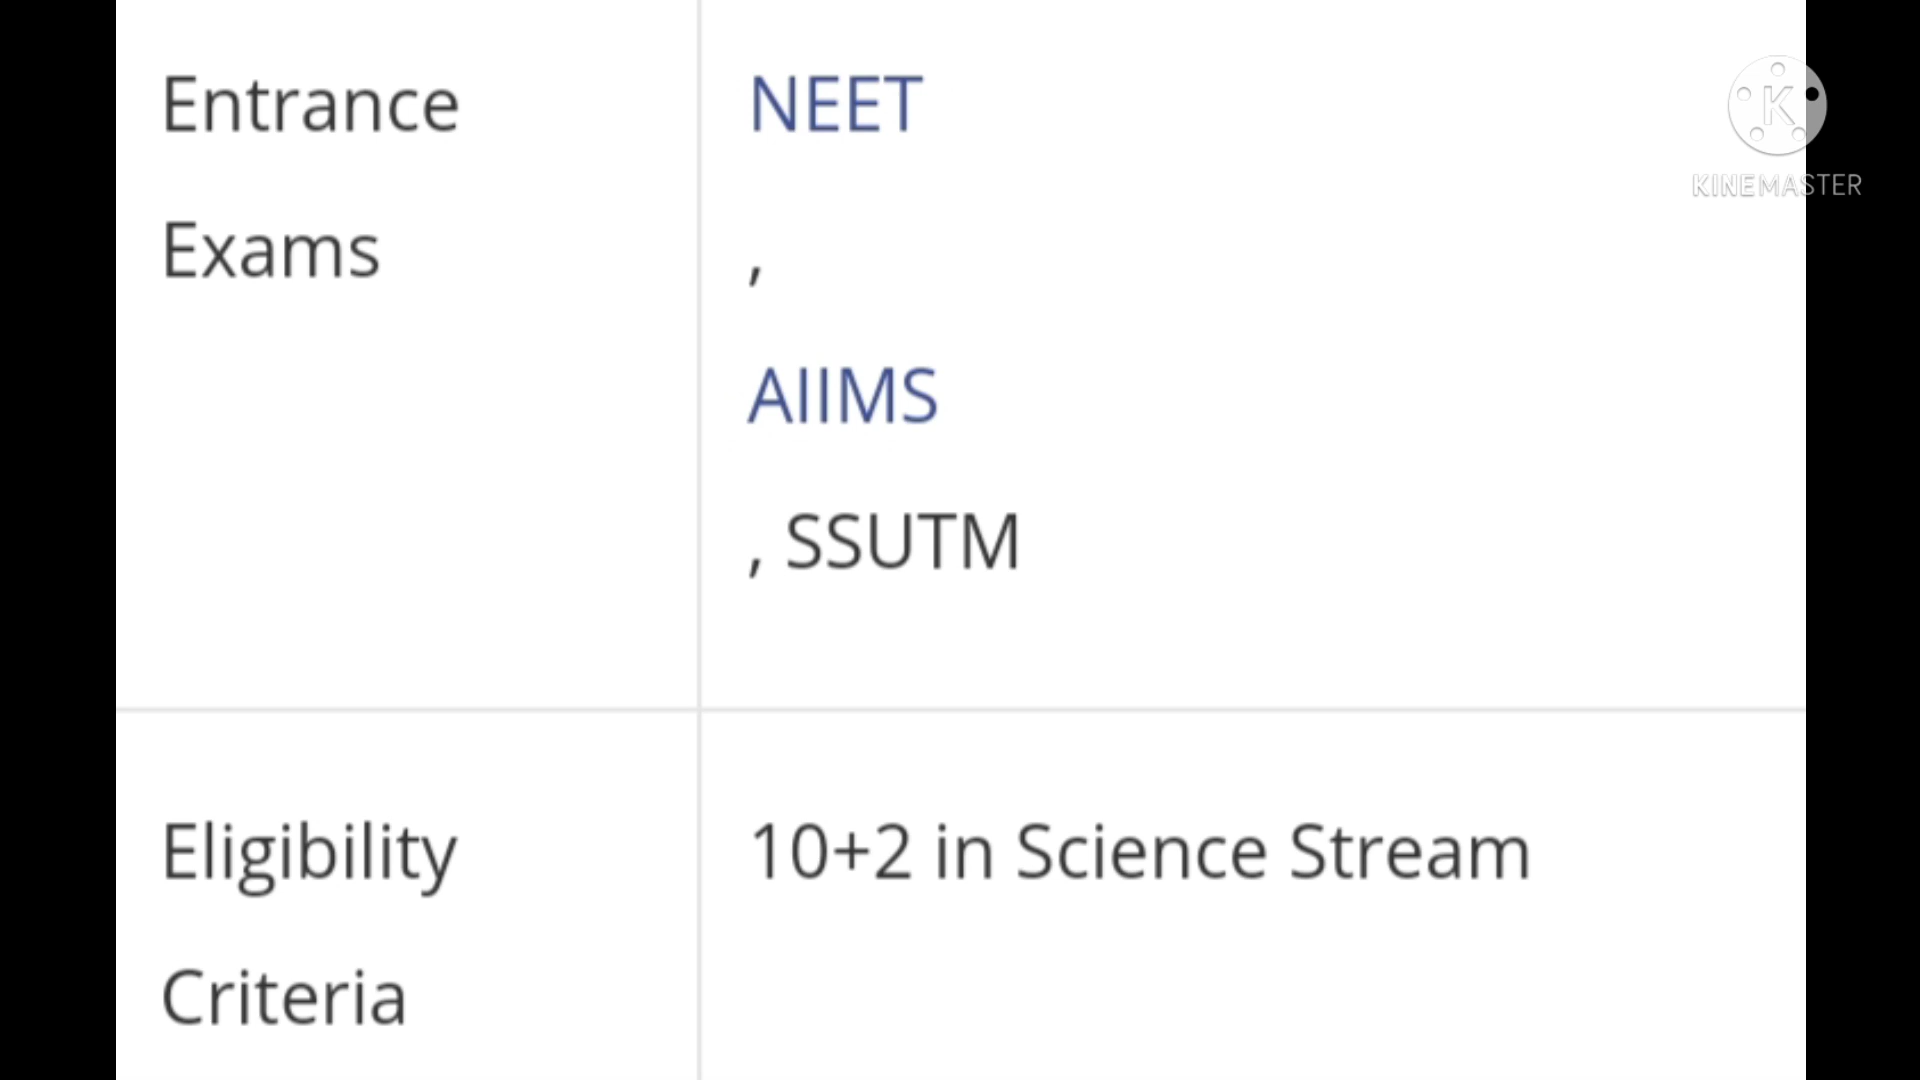 Entrance
Exams
NEET
,
AIIMS
, SSUTM
Eligibility
Criteria
10+2 in Science Stream
K
KINEMASTER